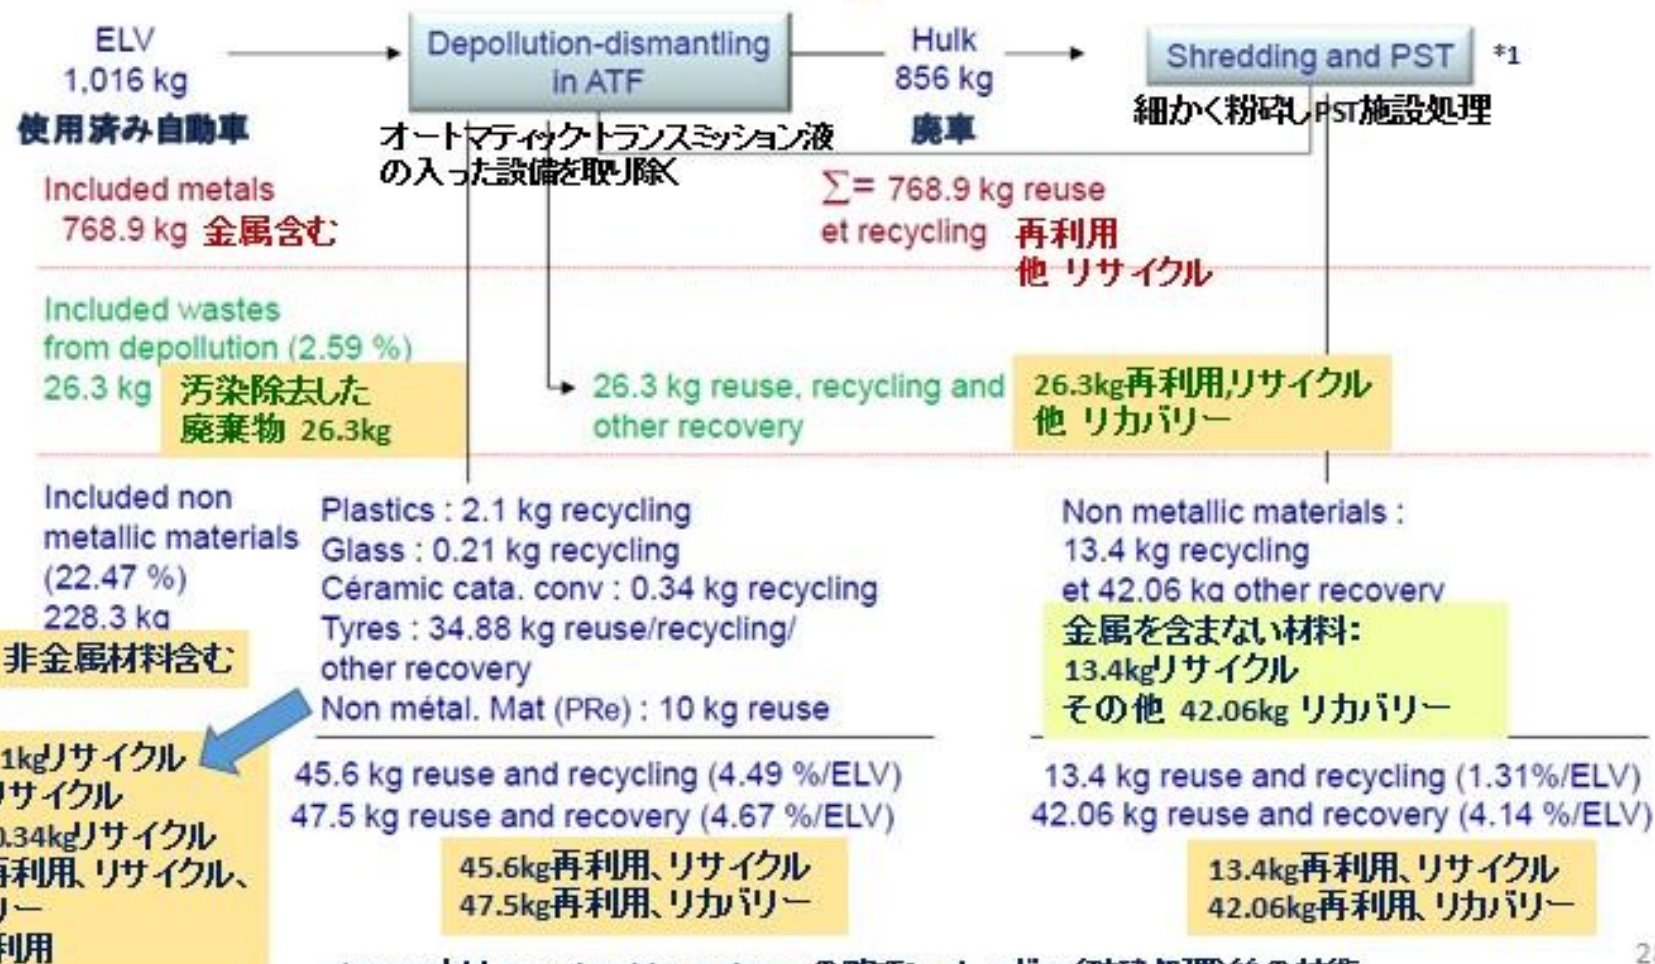 ELV
1,016 kg
使用済み自動車
Depollution-dismantling
in ATF
オートマティック・トランスミッション液
の入った設備を取り除く
Hulk
856 kg
廃車
Shredding and PST
*1
細かく粉砕しPST施設処理
Included metals
768.9 kg 金属含む
∑= 768.9 kg reuse
et recycling 再利用
他 リサイクル
Included wastes
from depollution (2.59 %)
26.3 kg
汚染除去した
廃棄物 26.3kg
26.3 kg reuse, recycling and
other recovery
26.3kg再利用,リサイクル
他 リカバリー
Included non
metallic materials
(22.47 %)
228.3 kg
非金属材料含む
Plastics : 2.1 kg recycling
Glass : 0.21 kg recycling
Céramic cata. conv : 0.34 kg recycling
Tyres : 34.88 kg reuse/recycling/
other recovery
Non métal. Mat (PRe) : 10 kg reuse
Non metallic materials :
13.4 kg recycling
et 42.06 kg other recovery
金属を含まない材料:
13.4kgリサイクル
その他 42.06kg リカバリー
1kgリサイクル
リサイクル
0.34kgリサイクル
再利用、リサイクル、
リー
利用
45.6 kg reuse and recycling (4.49 %/ELV)
47.5 kg reuse and recovery (4.67 %/ELV)
45.6kg再利用、リサイクル
47.5kg再利用、リカバリー
13.4 kg reuse and recycling (1.31%/ELV)
42.06 kg reuse and recovery (4.14 %/ELV)
13.4kg再利用、リサイクル
42.06kg再利用、リカバリー